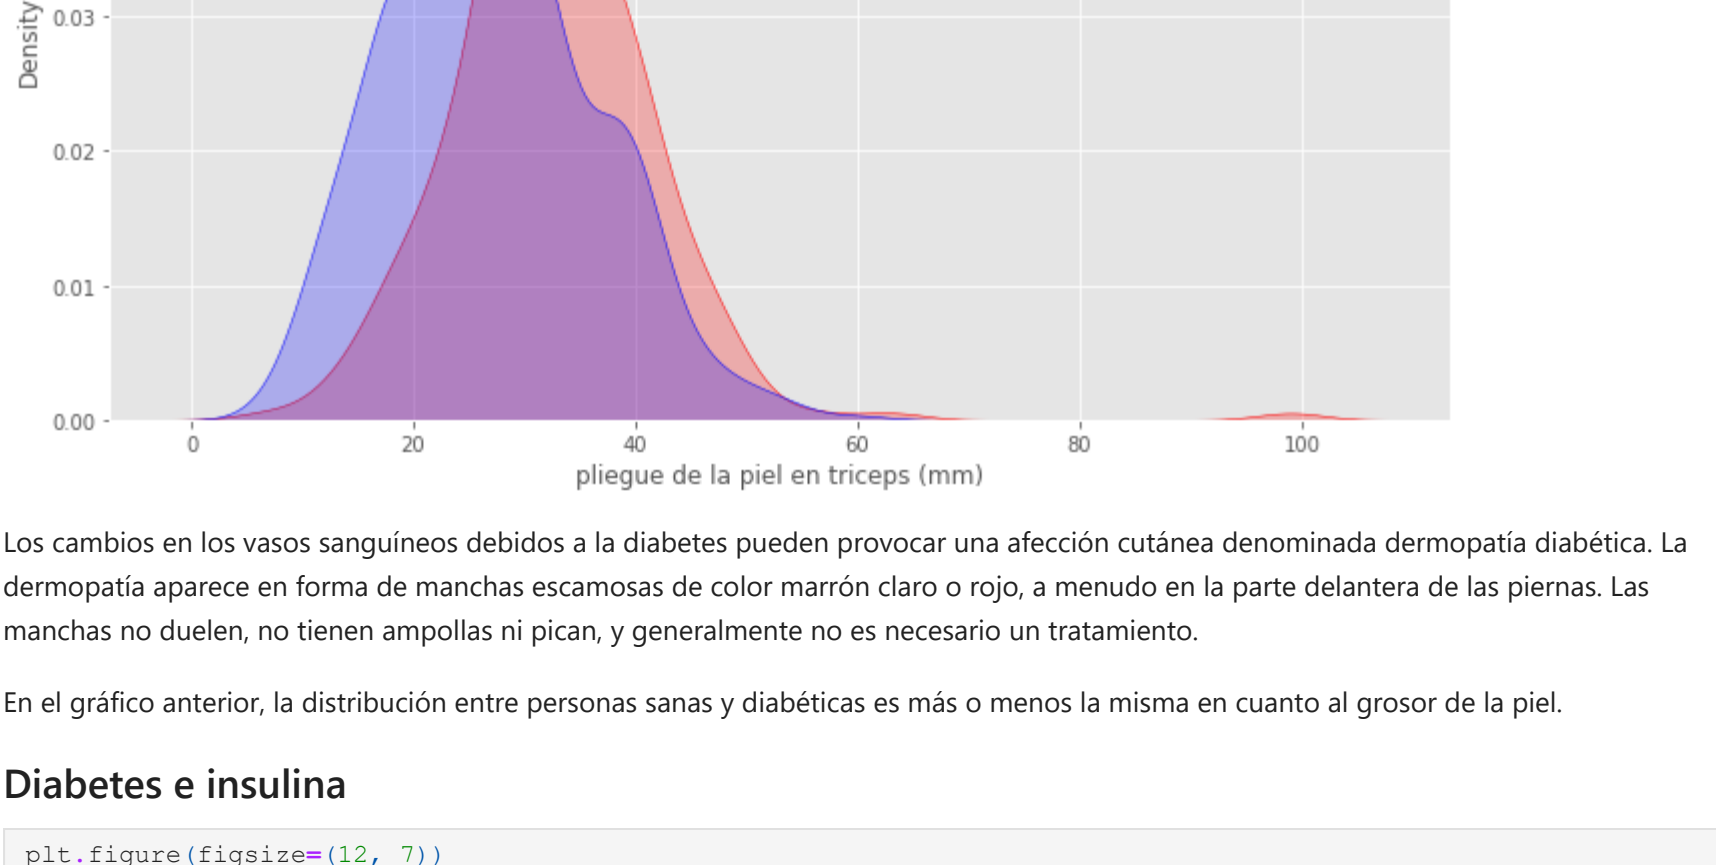 Density
0.03
0.02
0.01
0.00
0 20 40 60 80 100
pliegue de la piel en triceps (mm)
Los cambios en los vasos sanguíneos debidos a la diabetes pueden provocar una afección cutánea denominada dermopatía diabética. La
dermopatía aparece en forma de manchas escamosas de color marrón claro o rojo, a menudo en la parte delantera de las piernas. Las
manchas no duelen, no tienen ampollas ni pican, y generalmente no es necesario un tratamiento.
En el gráfico anterior, la distribución entre personas sanas y diabéticas es más o menos la misma en cuanto al grosor de la piel.
Diabetes e insulina
plt.figure(figsize=(12, 7))